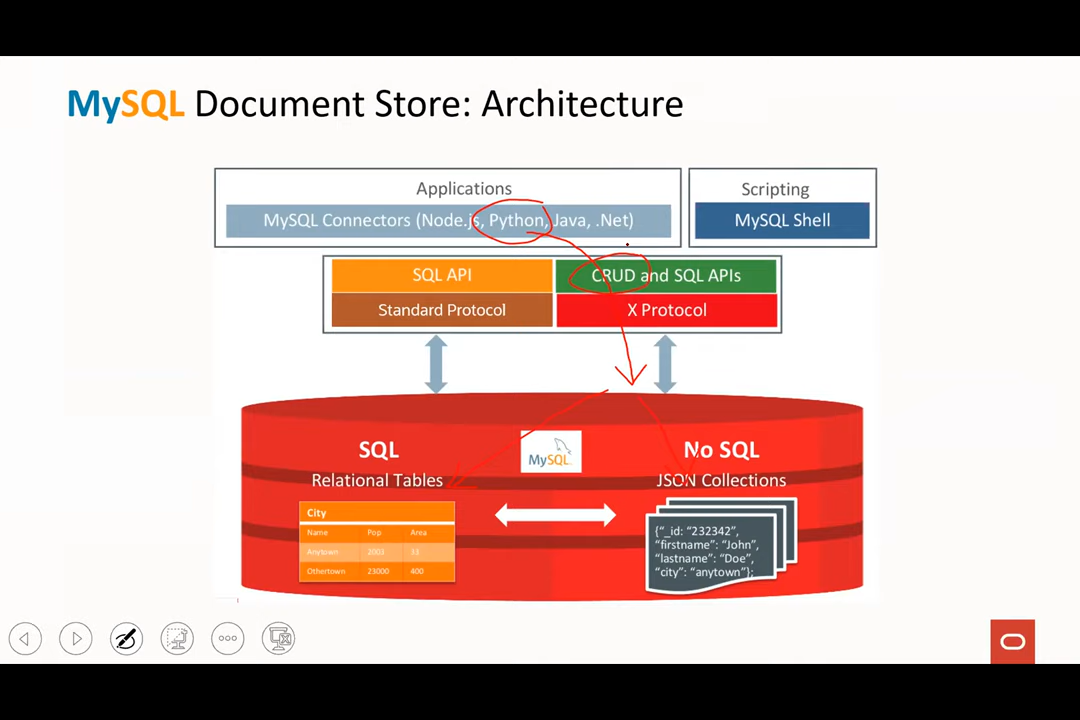 MySQL Document Store: Architecture
Applications
MySQL Connectors (Node.js, Python, Java, .Net)
Scripting
MySQL Shell
SQL API
CRUD and SQL APIs
Standard Protocol
X Protocol
SQL
Relational Tables
MySQL
No SQL
JSON Collections
City
Name Pop Area
Anytown 2003 33
Othertown 23000 400
{“_id: “232342”,
“firstname”: “John”,
“lastname”: “Doe”,
“city”: “anytown”};